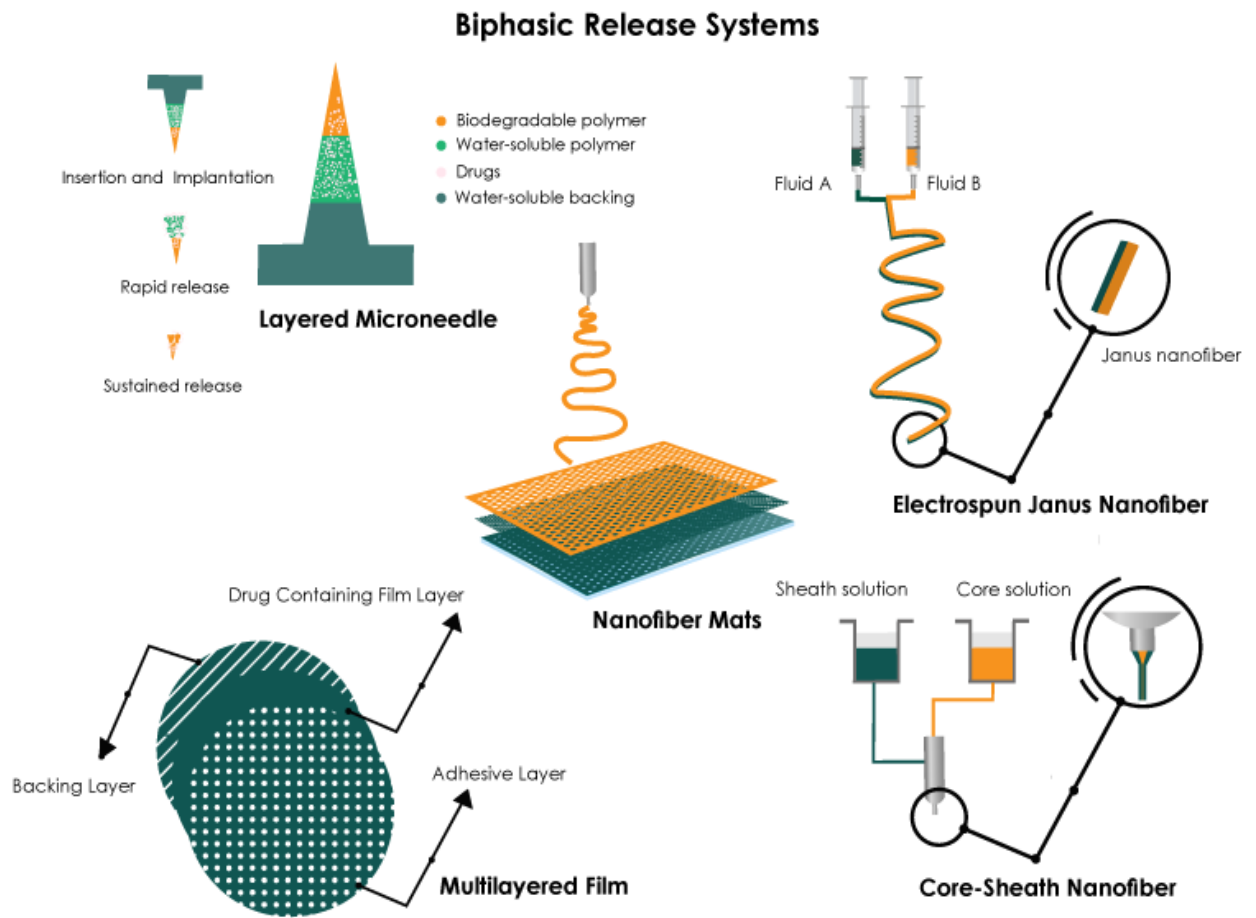 Biphasic Release Systems
Insertion and Implantation
Rapid release
Sustained release
Biodegradable polymer
Water-soluble polymer
Drugs
Water-soluble backing
Layered Microneedle
Fluid A
Fluid B
Janus nanofiber
Electrospun Janus Nanofiber
Nanofiber Mats
Drug Containing Film Layer
Backing Layer
Adhesive Layer
Multilayered Film
Sheath solution
Core solution
Core-Sheath Nanofiber